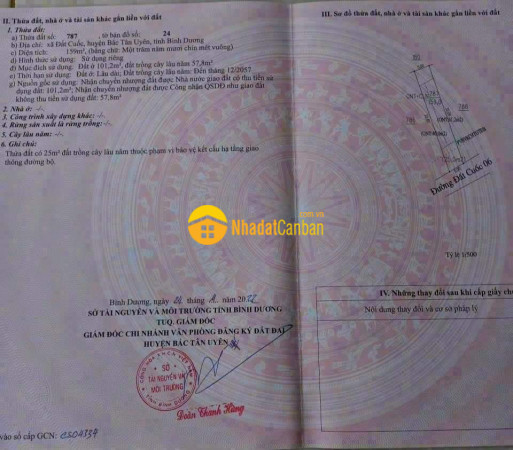 II. Thửa đất, nhà ở và tài sản khác gắn liền với đất
1. Thửa đất:
a) Thửa đất số: 787 , tờ bản đồ số: 24
b) Địa chỉ: xã Đất Cuốc, huyện Bắc Tân Uyên, tỉnh Bình Dương
c) Diện tích: 159m², (bằng chữ: Một trăm năm mươi chín mét vuông)
d) Hình thức sử dụng: Sử dụng riêng
đ) Mục đích sử dụng: Đất ở 101,2m², đất trồng cây lâu năm 57,8m²
e) Thời hạn sử dụng: Đất ở: Lâu dài; Đất trồng cây lâu năm: Đến tháng 12/2057
g) Nguồn gốc sử dụng: Nhận chuyển nhượng đất được Nhà nước giao đất có thu tiền sử
dụng đất: 101,2m²; Nhận chuyển nhượng đất được Công nhận QSDĐ như giao đất
không thu tiền sử dụng đất: 57,8m²
2. Nhà ở: -/-.
3. Công trình xây dựng khác: -/-.
4. Rừng sản xuất là rừng trồng: -/-.
5. Cây lâu năm: -/-.
6. Ghi chú:
Thửa đất có 25m² đất trồng cây lâu năm thuộc phạm vi bảo vệ kết cấu hạ tầng giao
thông đường bộ.
Bình Dương, ngày tháng năm 20
SỞ TÀI NGUYÊN VÀ MÔI TRƯỜNG TỈNH BÌNH DƯƠNG
TUQ. GIÁM ĐỐC
GIÁM ĐỐC CHI NHÁNH VĂN PHÒNG ĐĂNG KÝ ĐẤT ĐAI
HUYỆN BẮC TÂN UYÊN
SỞ
TÀI NGUYÊN VÀ
MÔI TRƯỜNG
Đoàn Thanh Hùng
vào sổ cấp GCN: CS04339
III. Sơ đồ thửa đất, nhà ở và tài sản khác gắn liền với đất
Đường Đất Cuốc 06
Tỷ lệ 1/500
IV. Những thay đổi sau khi cấp giấy ch
Nội dung thay đổi và cơ sở pháp lý
NhadatCanban
.com.vn